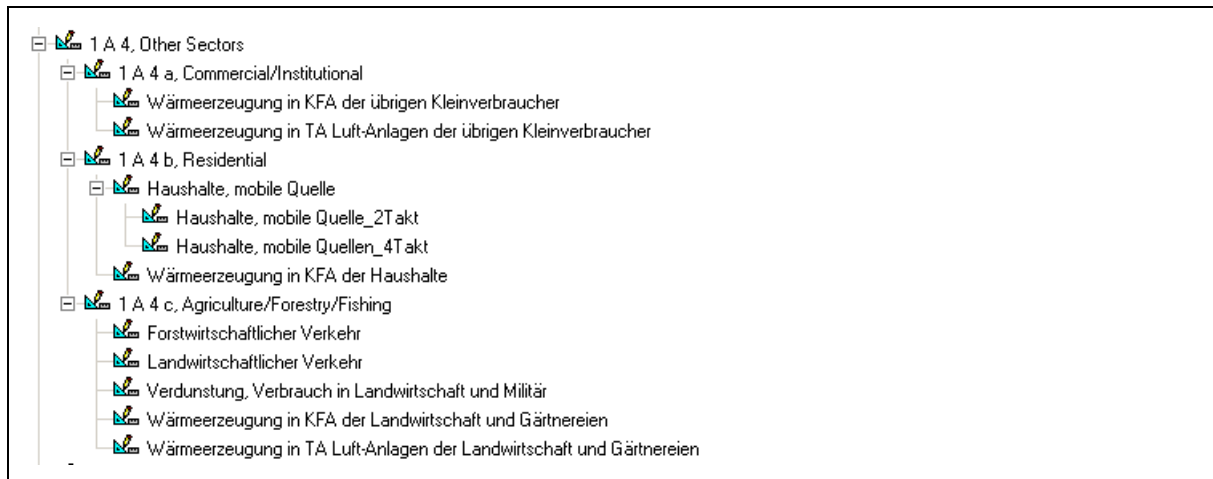 1 A 4, Other Sectors
1 A 4 a, Commercial/Institutional
Wärmeerzeugung in KFA der übrigen Kleinverbraucher
Wärmeerzeugung in TA Luft-Anlagen der übrigen Kleinverbraucher
1 A 4 b, Residential
Haushalte, mobile Quelle
Haushalte, mobile Quelle_2Takt
Haushalte, mobile Quellen_4Takt
Wärmeerzeugung in KFA der Haushalte
1 A 4 c, Agriculture/Forestry/Fishing
Forstwirtschaftlicher Verkehr
Landwirtschaftlicher Verkehr
Verdunstung, Verbrauch in Landwirtschaft und Militär
Wärmeerzeugung in KFA der Landwirtschaft und Gärtnereien
Wärmeerzeugung in TA Luft-Anlagen der Landwirtschaft und Gärtnereien